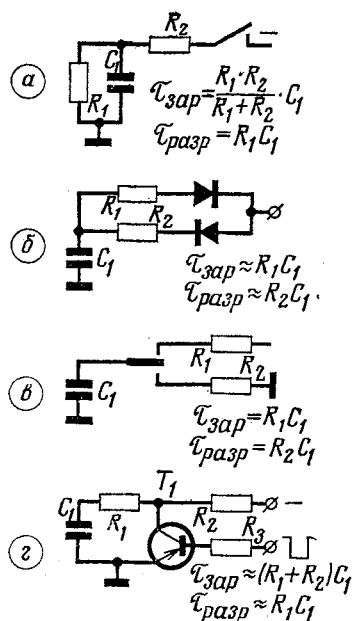 R₂
а
C₁
R₁
τзар = R₁·R₂/(R₁+R₂) · C₁
τразр = R₁C₁
б
R₁
R₂
C₁
τзар ≈ R₁C₁
τразр ≈ R₂C₁.
в
R₁
R₂
C₁
τзар = R₁C₁
τразр = R₂C₁
г
T₁
C₁
R₁
R₂
R₃
−
τзар ≈ (R₁+R₂)C₁
τразр ≈ R₁C₁